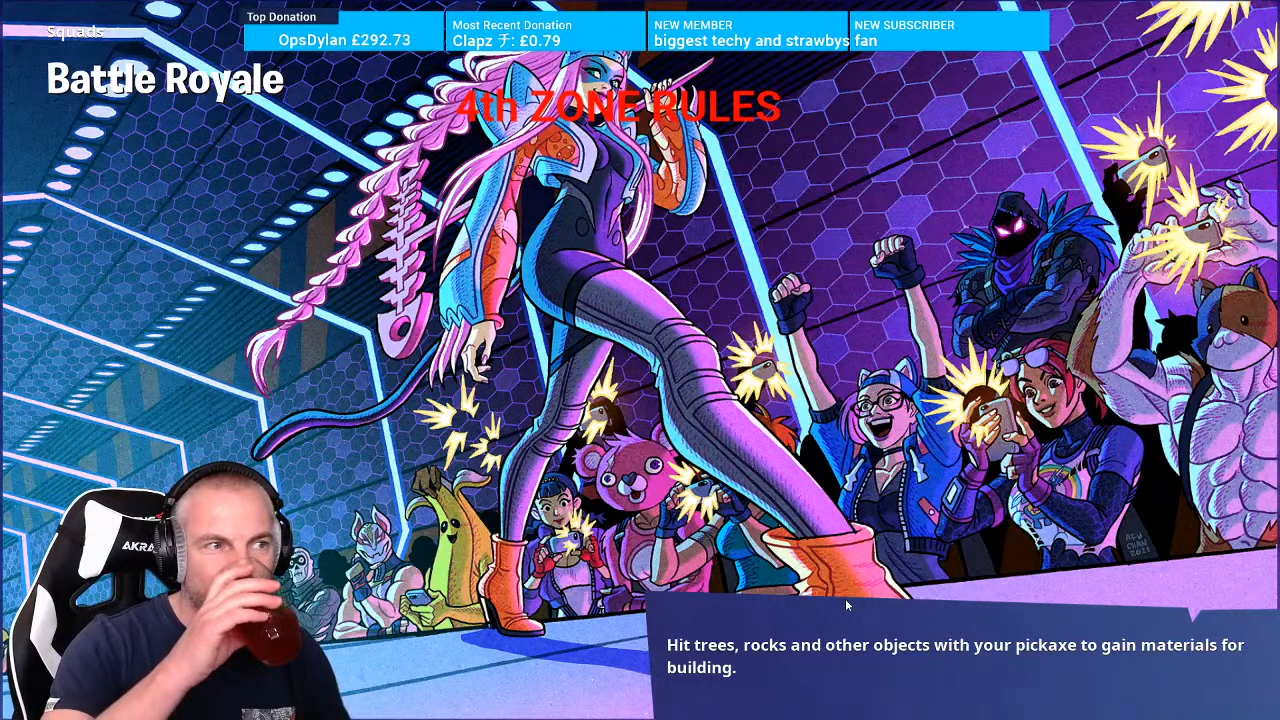 Squads
Battle Royale
Top Donation
OpsDylan £292.73
Most Recent Donation
Clapz チ: £0.79
NEW MEMBER
biggest techy and strawbys fan
NEW SUBSCRIBER
4th ZONE RULES
AKRA
Hit trees, rocks and other objects with your pickaxe to gain materials for
building.